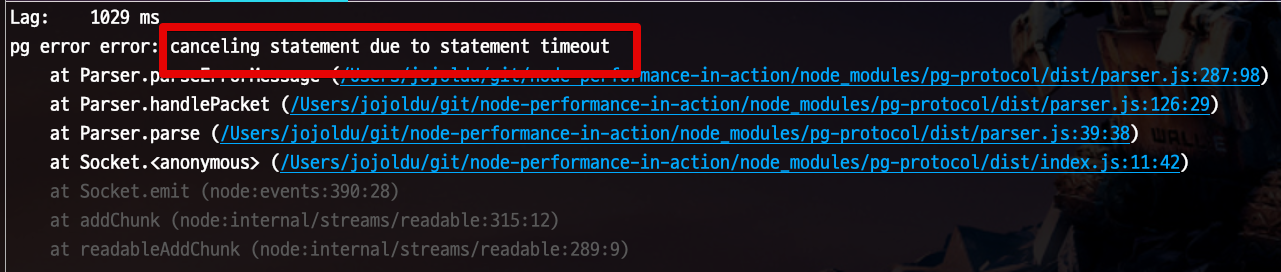 Lag:    1029 ms
pg error error: canceling statement due to statement timeout
    at Parser.parseErrorMessage (/Users/jojoldu/git/node-performance-in-action/node_modules/pg-protocol/dist/parser.js:287:98)
    at Parser.handlePacket (/Users/jojoldu/git/node-performance-in-action/node_modules/pg-protocol/dist/parser.js:126:29)
    at Parser.parse (/Users/jojoldu/git/node-performance-in-action/node_modules/pg-protocol/dist/parser.js:39:38)
    at Socket.<anonymous> (/Users/jojoldu/git/node-performance-in-action/node_modules/pg-protocol/dist/index.js:11:42)
    at Socket.emit (node:events:390:28)
    at addChunk (node:internal/streams/readable:315:12)
    at readableAddChunk (node:internal/streams/readable:289:9)